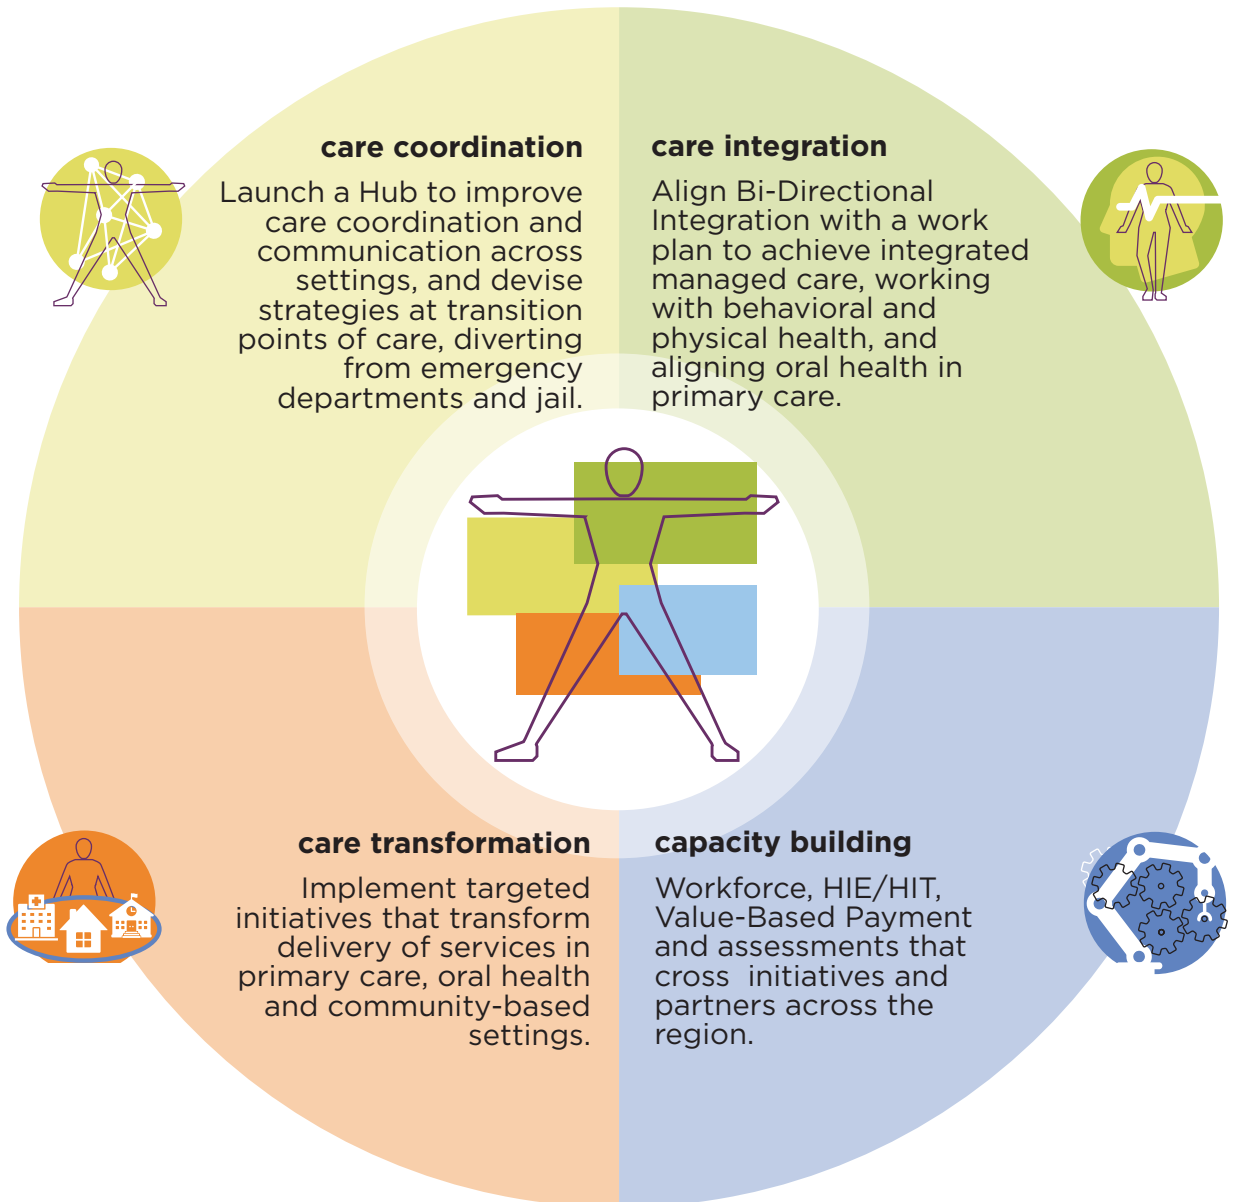 care coordination
Launch a Hub to improve
care coordination and
communication across
settings, and devise
strategies at transition
points of care, diverting
from emergency
departments and jail.
care integration
Align Bi-Directional
Integration with a work
plan to achieve integrated
managed care, working
with behavioral and
physical health, and
aligning oral health in
primary care.
care transformation
Implement targeted
initiatives that transform
delivery of services in
primary care, oral health
and community-based
settings.
capacity building
Workforce, HIE/HIT,
Value-Based Payment
and assessments that
cross  initiatives and
partners across the
region.